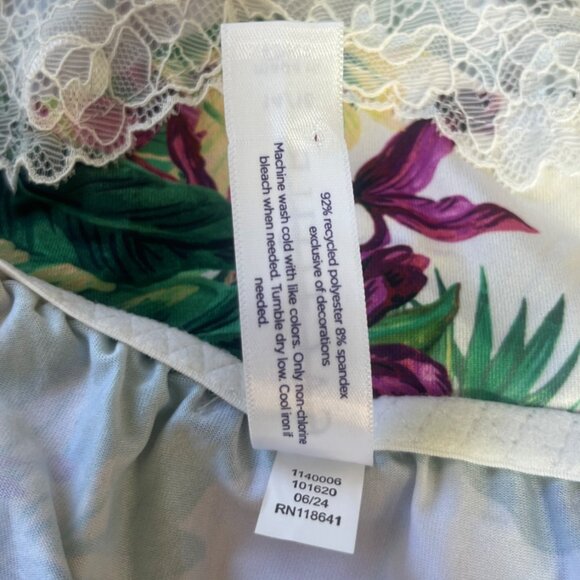 92% recycled polyester 8% spandex
exclusive of decorations
Machine wash cold with like colors. Only non-chlorine
bleach when needed. Tumble dry low. Cool iron if
needed.
1140006
101620
06/24
RN118641